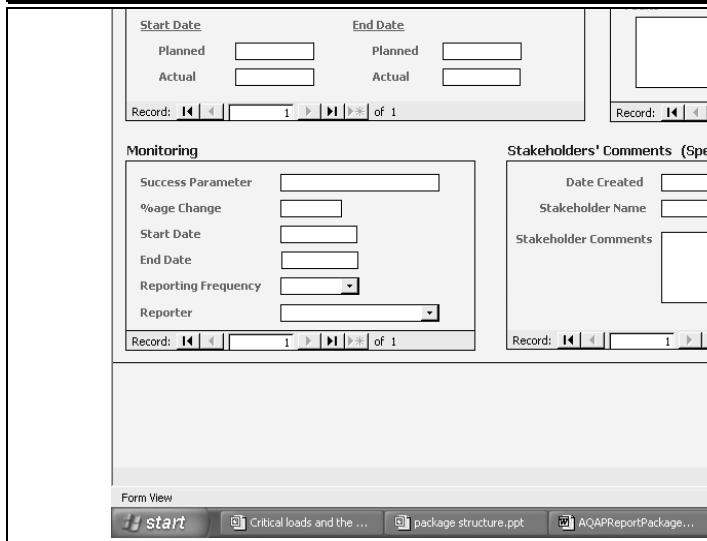 Start Date End Date
Planned Planned
Actual Actual
Record: 1 of 1
Record:
Monitoring Stakeholders' Comments (Spe
Success Parameter Date Created
%age Change Stakeholder Name
Start Date Stakeholder Comments
End Date
Reporting Frequency
Reporter
Record: 1 of 1 Record: 1
Form View
start Critical loads and the ... package structure.ppt AQAPReportPackage...